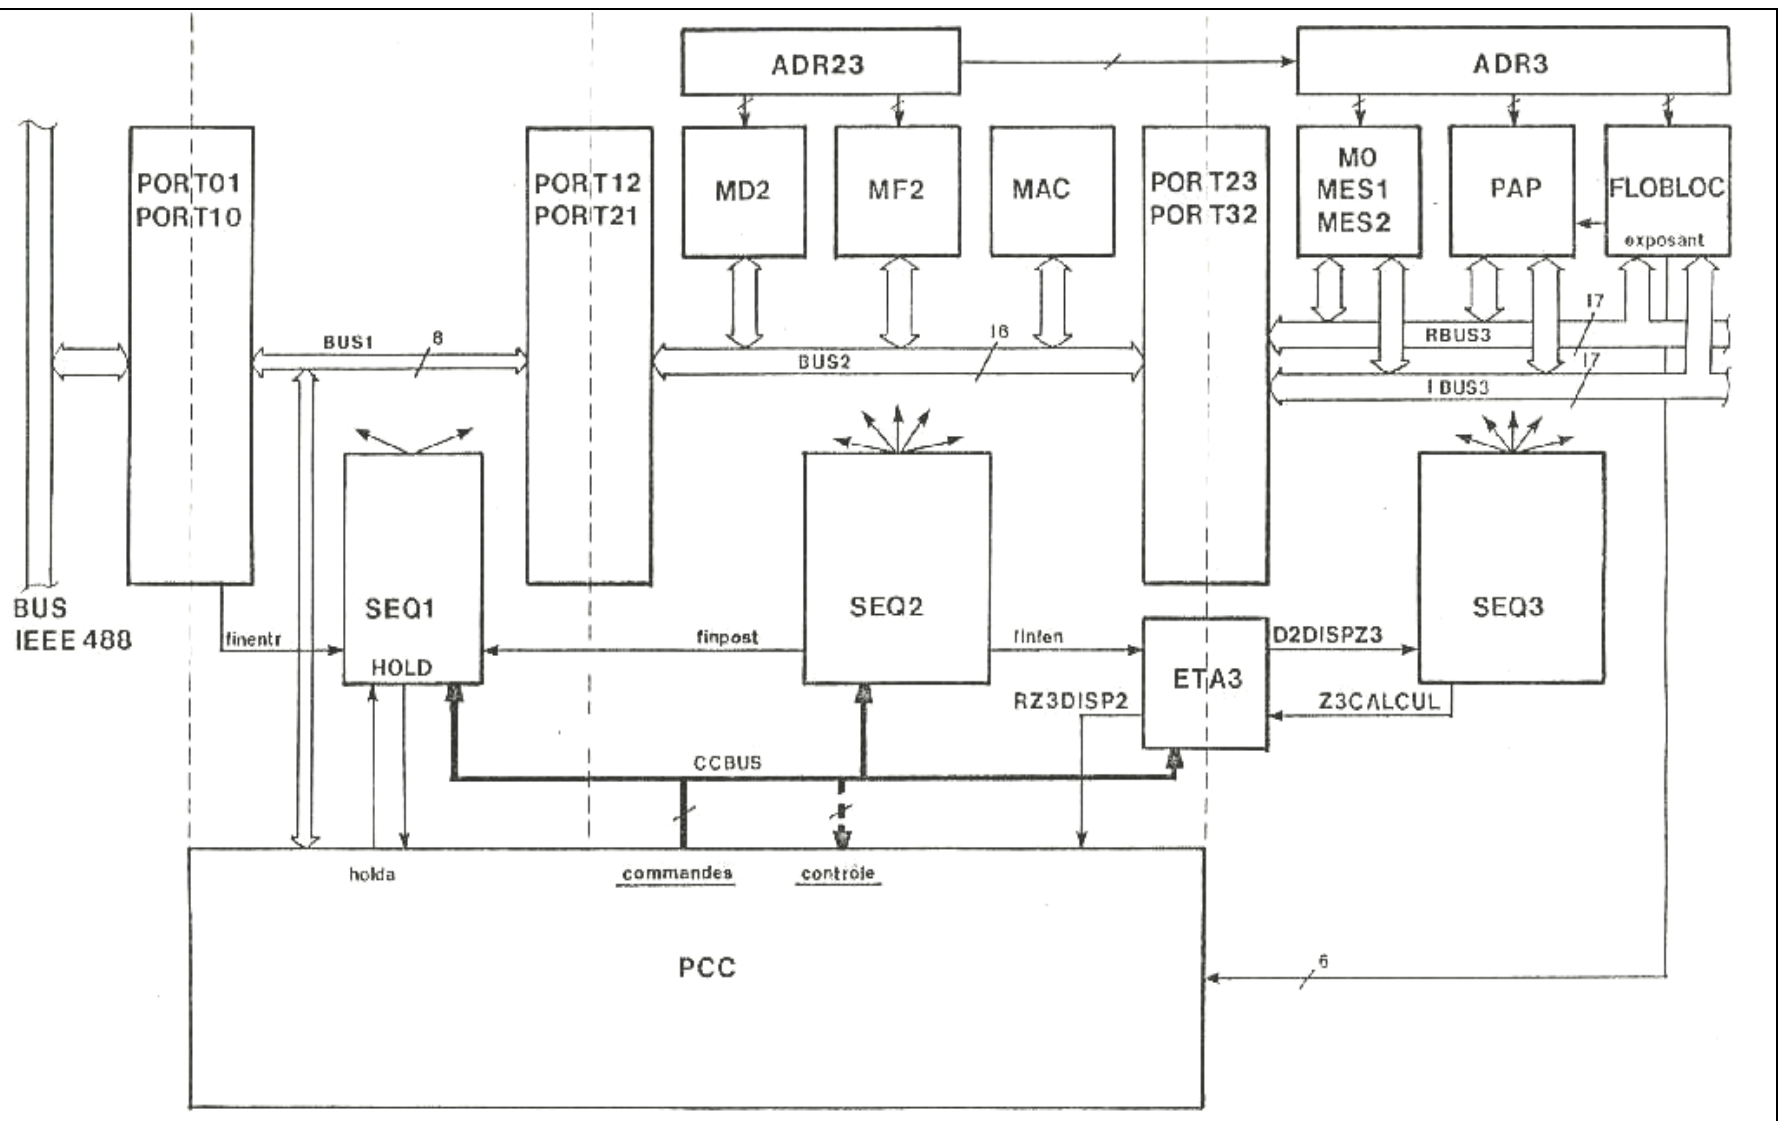 ADR23
ADR3
PORT01
PORT10
PORT12
PORT21
MD2
MF2
MAC
PORT23
PORT32
MO
MES1
MES2
PAP
FLOBLOC
exposant
BUS1
8
BUS2
16
17
RBUS3
17
IBUS3
BUS
IEEE 488
SEQ1
HOLD
SEQ2
SEQ3
finentr
finpost
finfen
D2DISPZ3
ETA3
RZ3DISP2
Z3CALCUL
CCBUS
holda
commandes
contrôle
PCC
6